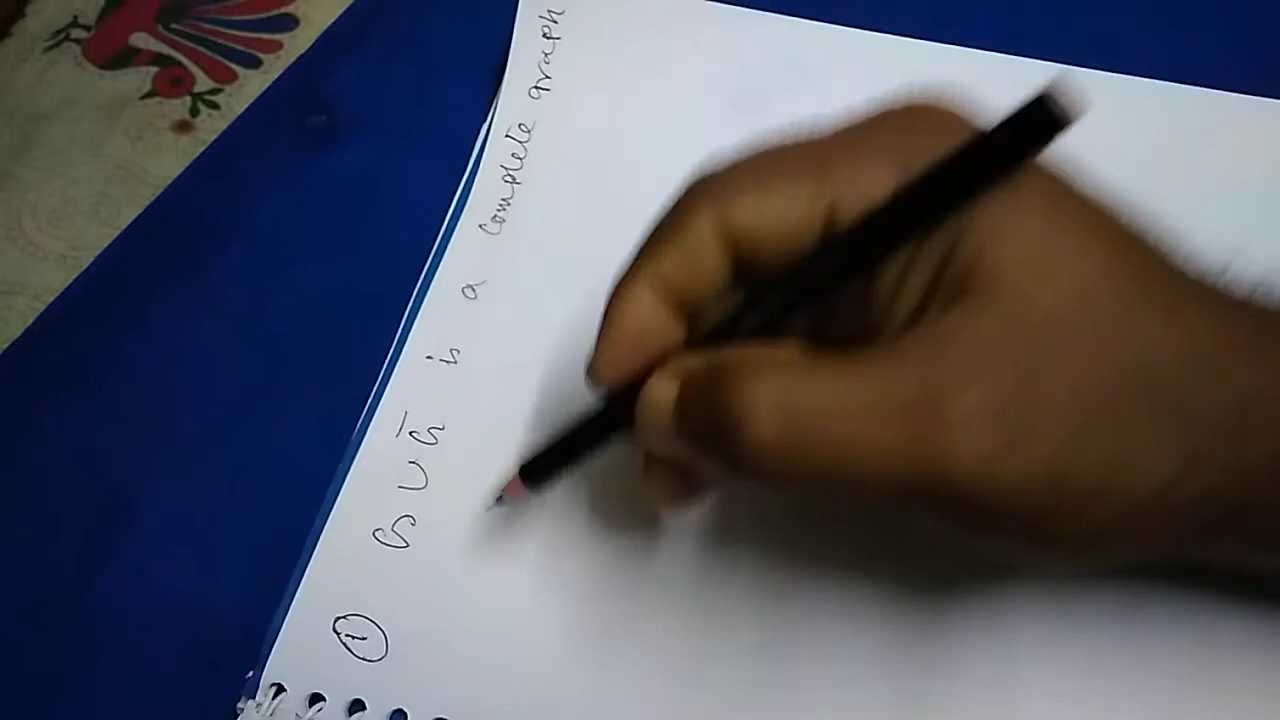 ① G ∪ G̅ is a complete graph